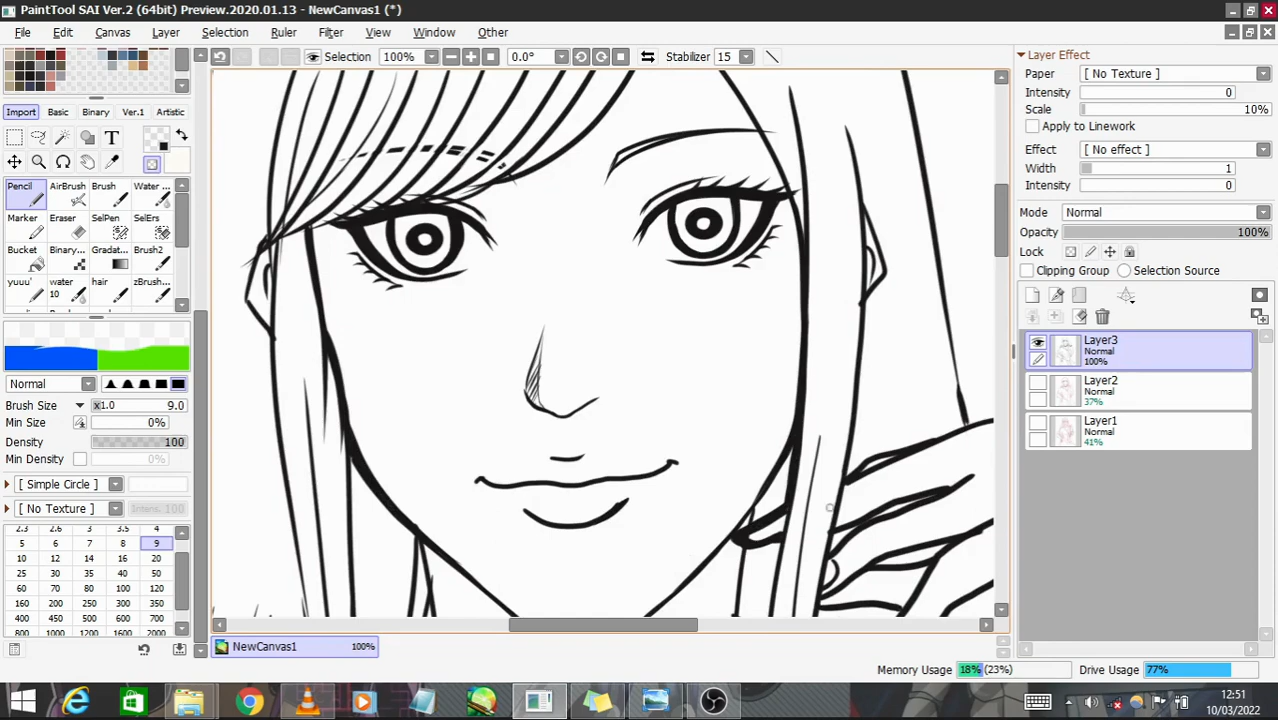 PaintTool SAI Ver.2 (64bit) Preview.2020.01.13 - NewCanvas1 (*)
File Edit Canvas Layer Selection Ruler Filter View Window Other
Selection 100% 0.0° Stabilizer 15
Import Basic Binary Ver.1 Artistic
T
Pencil AirBrush Brush Water ...
Marker Eraser SelPen SelErs
Bucket Binary... Gradat... Brush2
yuuu' water 10 hair zBrush...
Normal
Brush Size x1.0 9.0
Min Size 0%
Density 100
Min Density
[ Simple Circle ]
[ No Texture ] Intens. 100
2.3 2.6 3 3.5 4
5 6 7 8 9
10 12 14 16 20
25 30 35 40 50
60 70 80 100 120
160 200 250 300 350
400 450 500 600 700
800 1000 1200 1600 2000
NewCanvas1 100%
Layer Effect
Paper [ No Texture ]
Intensity 0
Scale 10%
Apply to Linework
Effect [ No effect ]
Width 1
Intensity 0
Mode Normal
Opacity 100%
Lock
Clipping Group Selection Source
Layer3
Normal
100%
Layer2
Normal
37%
Layer1
Normal
41%
Memory Usage 18% (23%) Drive Usage 77%
12:51
10/03/2022